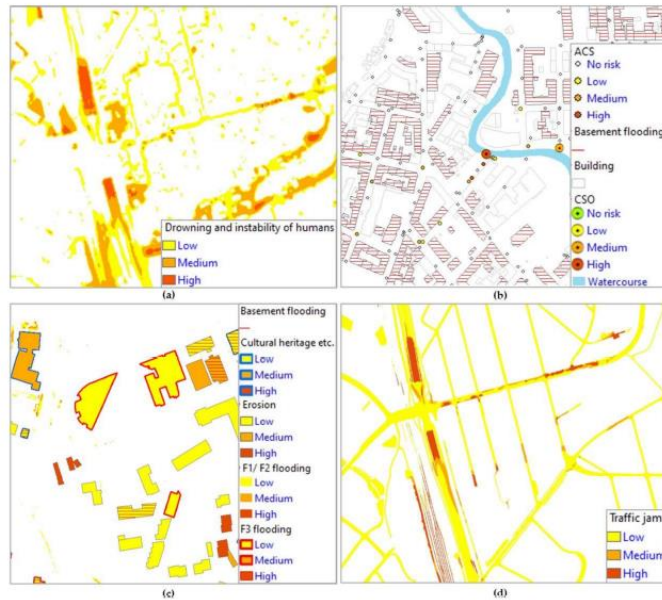 Drowning and instability of humans
Low
Medium
High
(a)
ACS
No risk
Low
Medium
High
Basement flooding
Building
CSO
No risk
Low
Medium
High
Watercourse
(b)
Basement flooding
Cultural heritage etc.
Low
Medium
High
Erosion
Low
Medium
High
F1/ F2 flooding
Low
Medium
High
F3 flooding
Low
Medium
High
(c)
Traffic jam
Low
Medium
High
(d)